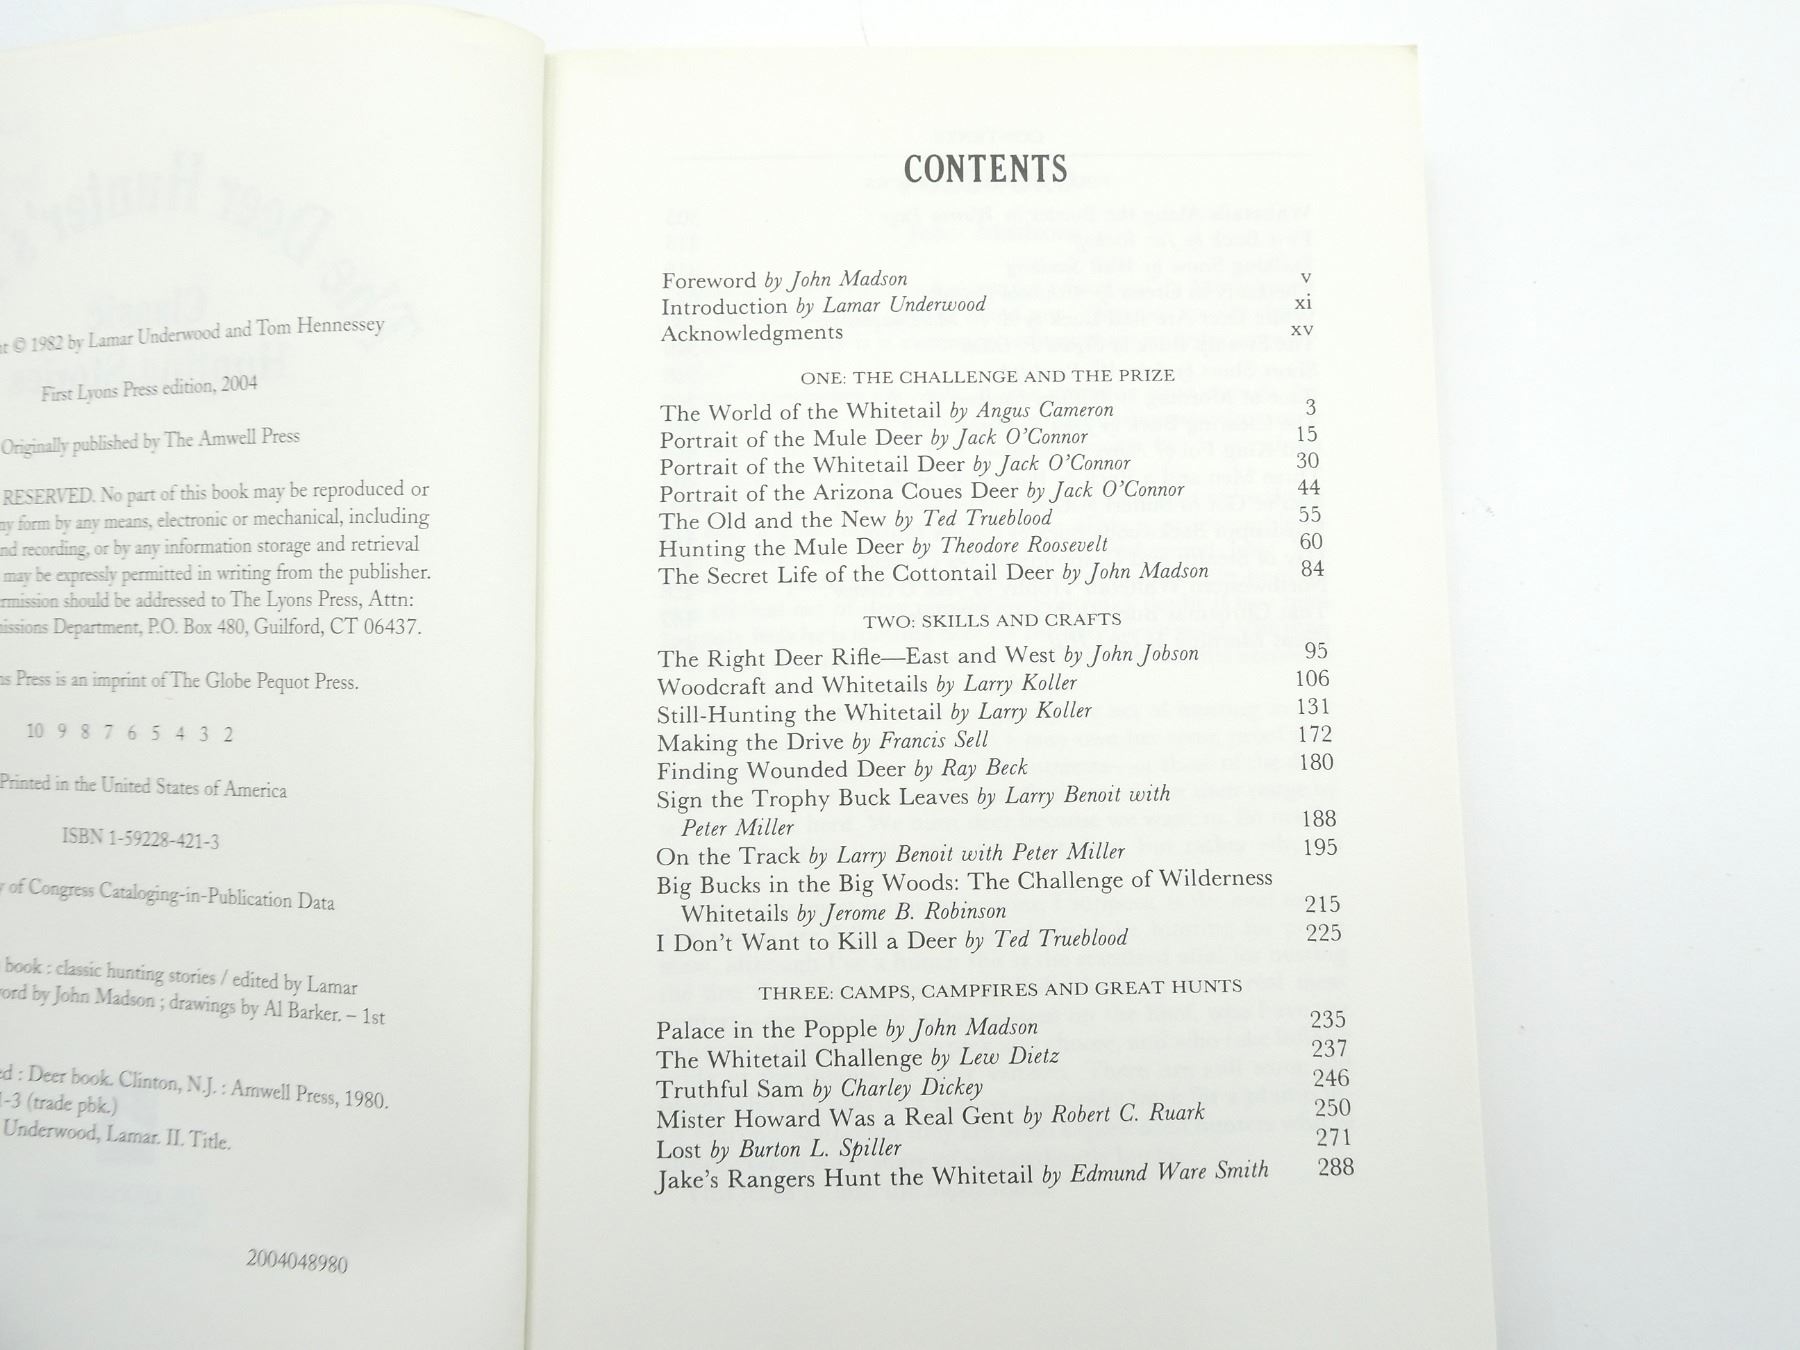 © 1982 by Lamar Underwood and Tom Hennessey
First Lyons Press edition, 2004
Originally published by The Amwell Press
RESERVED. No part of this book may be reproduced or
form by any means, electronic or mechanical, including
recording, or by any information storage and retrieval
may be expressly permitted in writing from the publisher.
should be addressed to The Lyons Press, Attn:
Department, P.O. Box 480, Guilford, CT 06437.
Press is an imprint of The Globe Pequot Press.
10 9 8 7 6 5 4 3 2
Printed in the United States of America
ISBN 1-59228-421-3
of Congress Cataloging-in-Publication Data
book : classic hunting stories / edited by Lamar
by John Madson ; drawings by Al Barker. – 1st
: Deer book. Clinton, N.J. : Amwell Press, 1980.
(trade pbk.)
Underwood, Lamar. II. Title.
2004048980
CONTENTS
Foreword by John Madson v
Introduction by Lamar Underwood xi
Acknowledgments xv
ONE: THE CHALLENGE AND THE PRIZE
The World of the Whitetail by Angus Cameron 3
Portrait of the Mule Deer by Jack O'Connor 15
Portrait of the Whitetail Deer by Jack O'Connor 30
Portrait of the Arizona Coues Deer by Jack O'Connor 44
The Old and the New by Ted Trueblood 55
Hunting the Mule Deer by Theodore Roosevelt 60
The Secret Life of the Cottontail Deer by John Madson 84
TWO: SKILLS AND CRAFTS
The Right Deer Rifle—East and West by John Jobson 95
Woodcraft and Whitetails by Larry Koller 106
Still-Hunting the Whitetail by Larry Koller 131
Making the Drive by Francis Sell 172
Finding Wounded Deer by Ray Beck 180
Sign the Trophy Buck Leaves by Larry Benoit with
Peter Miller 188
On the Track by Larry Benoit with Peter Miller 195
Big Bucks in the Big Woods: The Challenge of Wilderness
Whitetails by Jerome B. Robinson 215
I Don't Want to Kill a Deer by Ted Trueblood 225
THREE: CAMPS, CAMPFIRES AND GREAT HUNTS
Palace in the Popple by John Madson 235
The Whitetail Challenge by Lew Dietz 237
Truthful Sam by Charley Dickey 246
Mister Howard Was a Real Gent by Robert C. Ruark 250
Lost by Burton L. Spiller 271
Jake's Rangers Hunt the Whitetail by Edmund Ware Smith 288